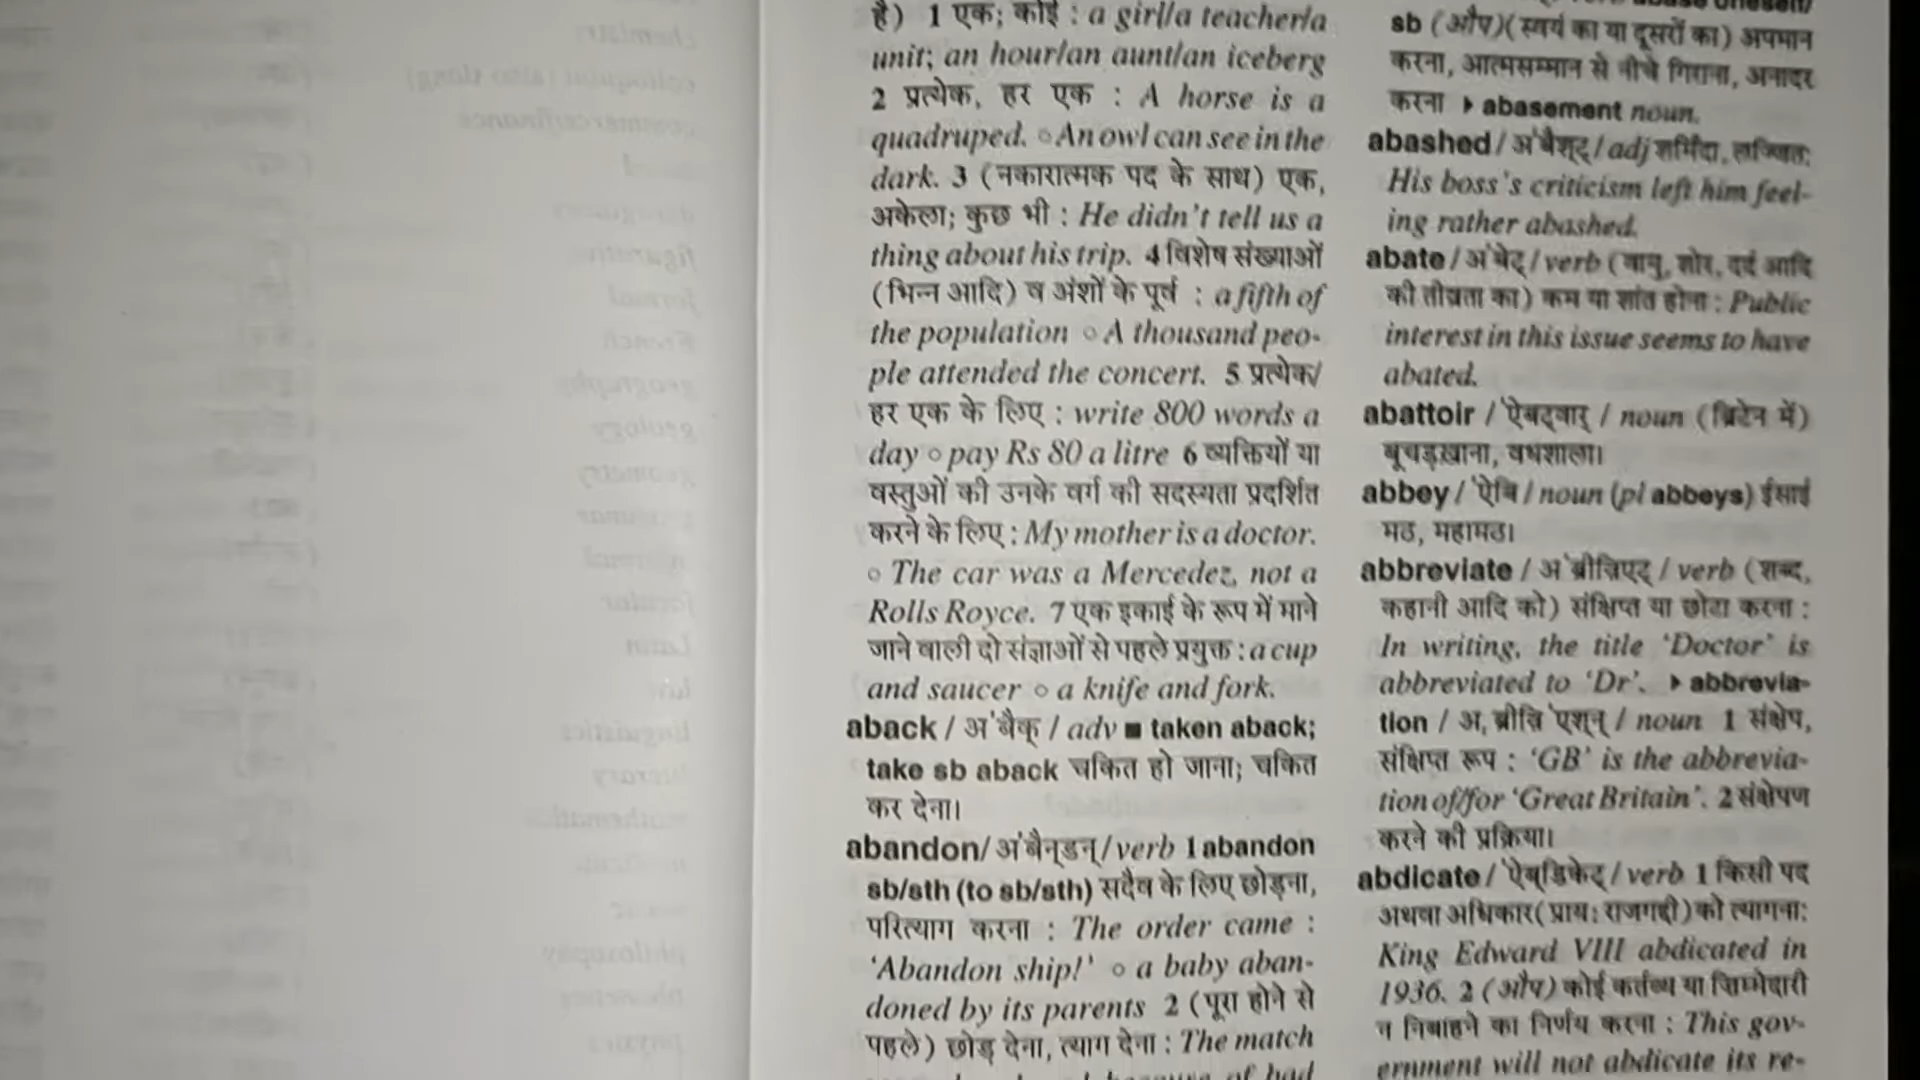 है) 1 एक; कोई : a girl/a teacher/a
unit; an hour/an aunt/an iceberg
2 प्रत्येक, हर एक : A horse is a
quadruped. ○ An owl can see in the
dark. 3 (नकारात्मक पद के साथ) एक,
अकेला; कुछ भी : He didn't tell us a
thing about his trip. 4 विशेष संख्याओं
(भिन्न आदि) व अंशों के पूर्व : a fifth of
the population ○ A thousand peo-
ple attended the concert. 5 प्रत्येक/
हर एक के लिए : write 800 words a
day ○ pay Rs 80 a litre 6 व्यक्तियों या
वस्तुओं की उनके वर्ग की सदस्यता प्रदर्शित
करने के लिए : My mother is a doctor.
○ The car was a Mercedez, not a
Rolls Royce. 7 एक इकाई के रूप में माने
जाने वाली दो संज्ञाओं से पहले प्रयुक्त : a cup
and saucer ○ a knife and fork.
aback / अ'बैक् / adv ■ taken aback;
take sb aback चकित हो जाना; चकित
कर देना।
abandon / अ'बैन्डन् / verb 1 abandon
sb/sth (to sb/sth) सदैव के लिए छोड़ना,
परित्याग करना : The order came :
'Abandon ship!' ○ a baby aban-
doned by its parents 2 (पूरा होने से
पहले) छोड़ देना, त्याग देना : The match
because of bad
sb (औप) (स्वयं का या दूसरों का) अपमान
करना, आत्मसम्मान से नीचे गिराना, अनादर
करना ▸ abasement noun.
abashed / अ'बैश्ट् / adj शर्मिंदा, लज्जित:
His boss's criticism left him feel-
ing rather abashed.
abate / अ'बेट् / verb (वायु, शोर, दर्द आदि
की तीव्रता का) कम या शांत होना : Public
interest in this issue seems to have
abated.
abattoir / 'ऐबट्वार् / noun (ब्रिटेन में)
बूचड़ख़ाना, वधशाला।
abbey / 'ऐबि / noun (pl abbeys) ईसाई
मठ, महामठ।
abbreviate / अ'ब्रीविएट् / verb (शब्द,
कहानी आदि को) संक्षिप्त या छोटा करना :
In writing, the title 'Doctor' is
abbreviated to 'Dr'. ▸ abbrevia-
tion / अ,ब्रीवि'एश्न् / noun 1 संक्षेप,
संक्षिप्त रूप : 'GB' is the abbrevia-
tion of/for 'Great Britain'. 2 संक्षेपण
करने की प्रक्रिया।
abdicate / 'ऐब्डिकेट् / verb 1 किसी पद
अथवा अधिकार (प्राय: राजगद्दी) को त्यागना:
King Edward VIII abdicated in
1936. 2 (औप) कोई कर्तव्य या ज़िम्मेदारी
न निबाहने का निर्णय करना : This gov-
ernment will not abdicate its re-